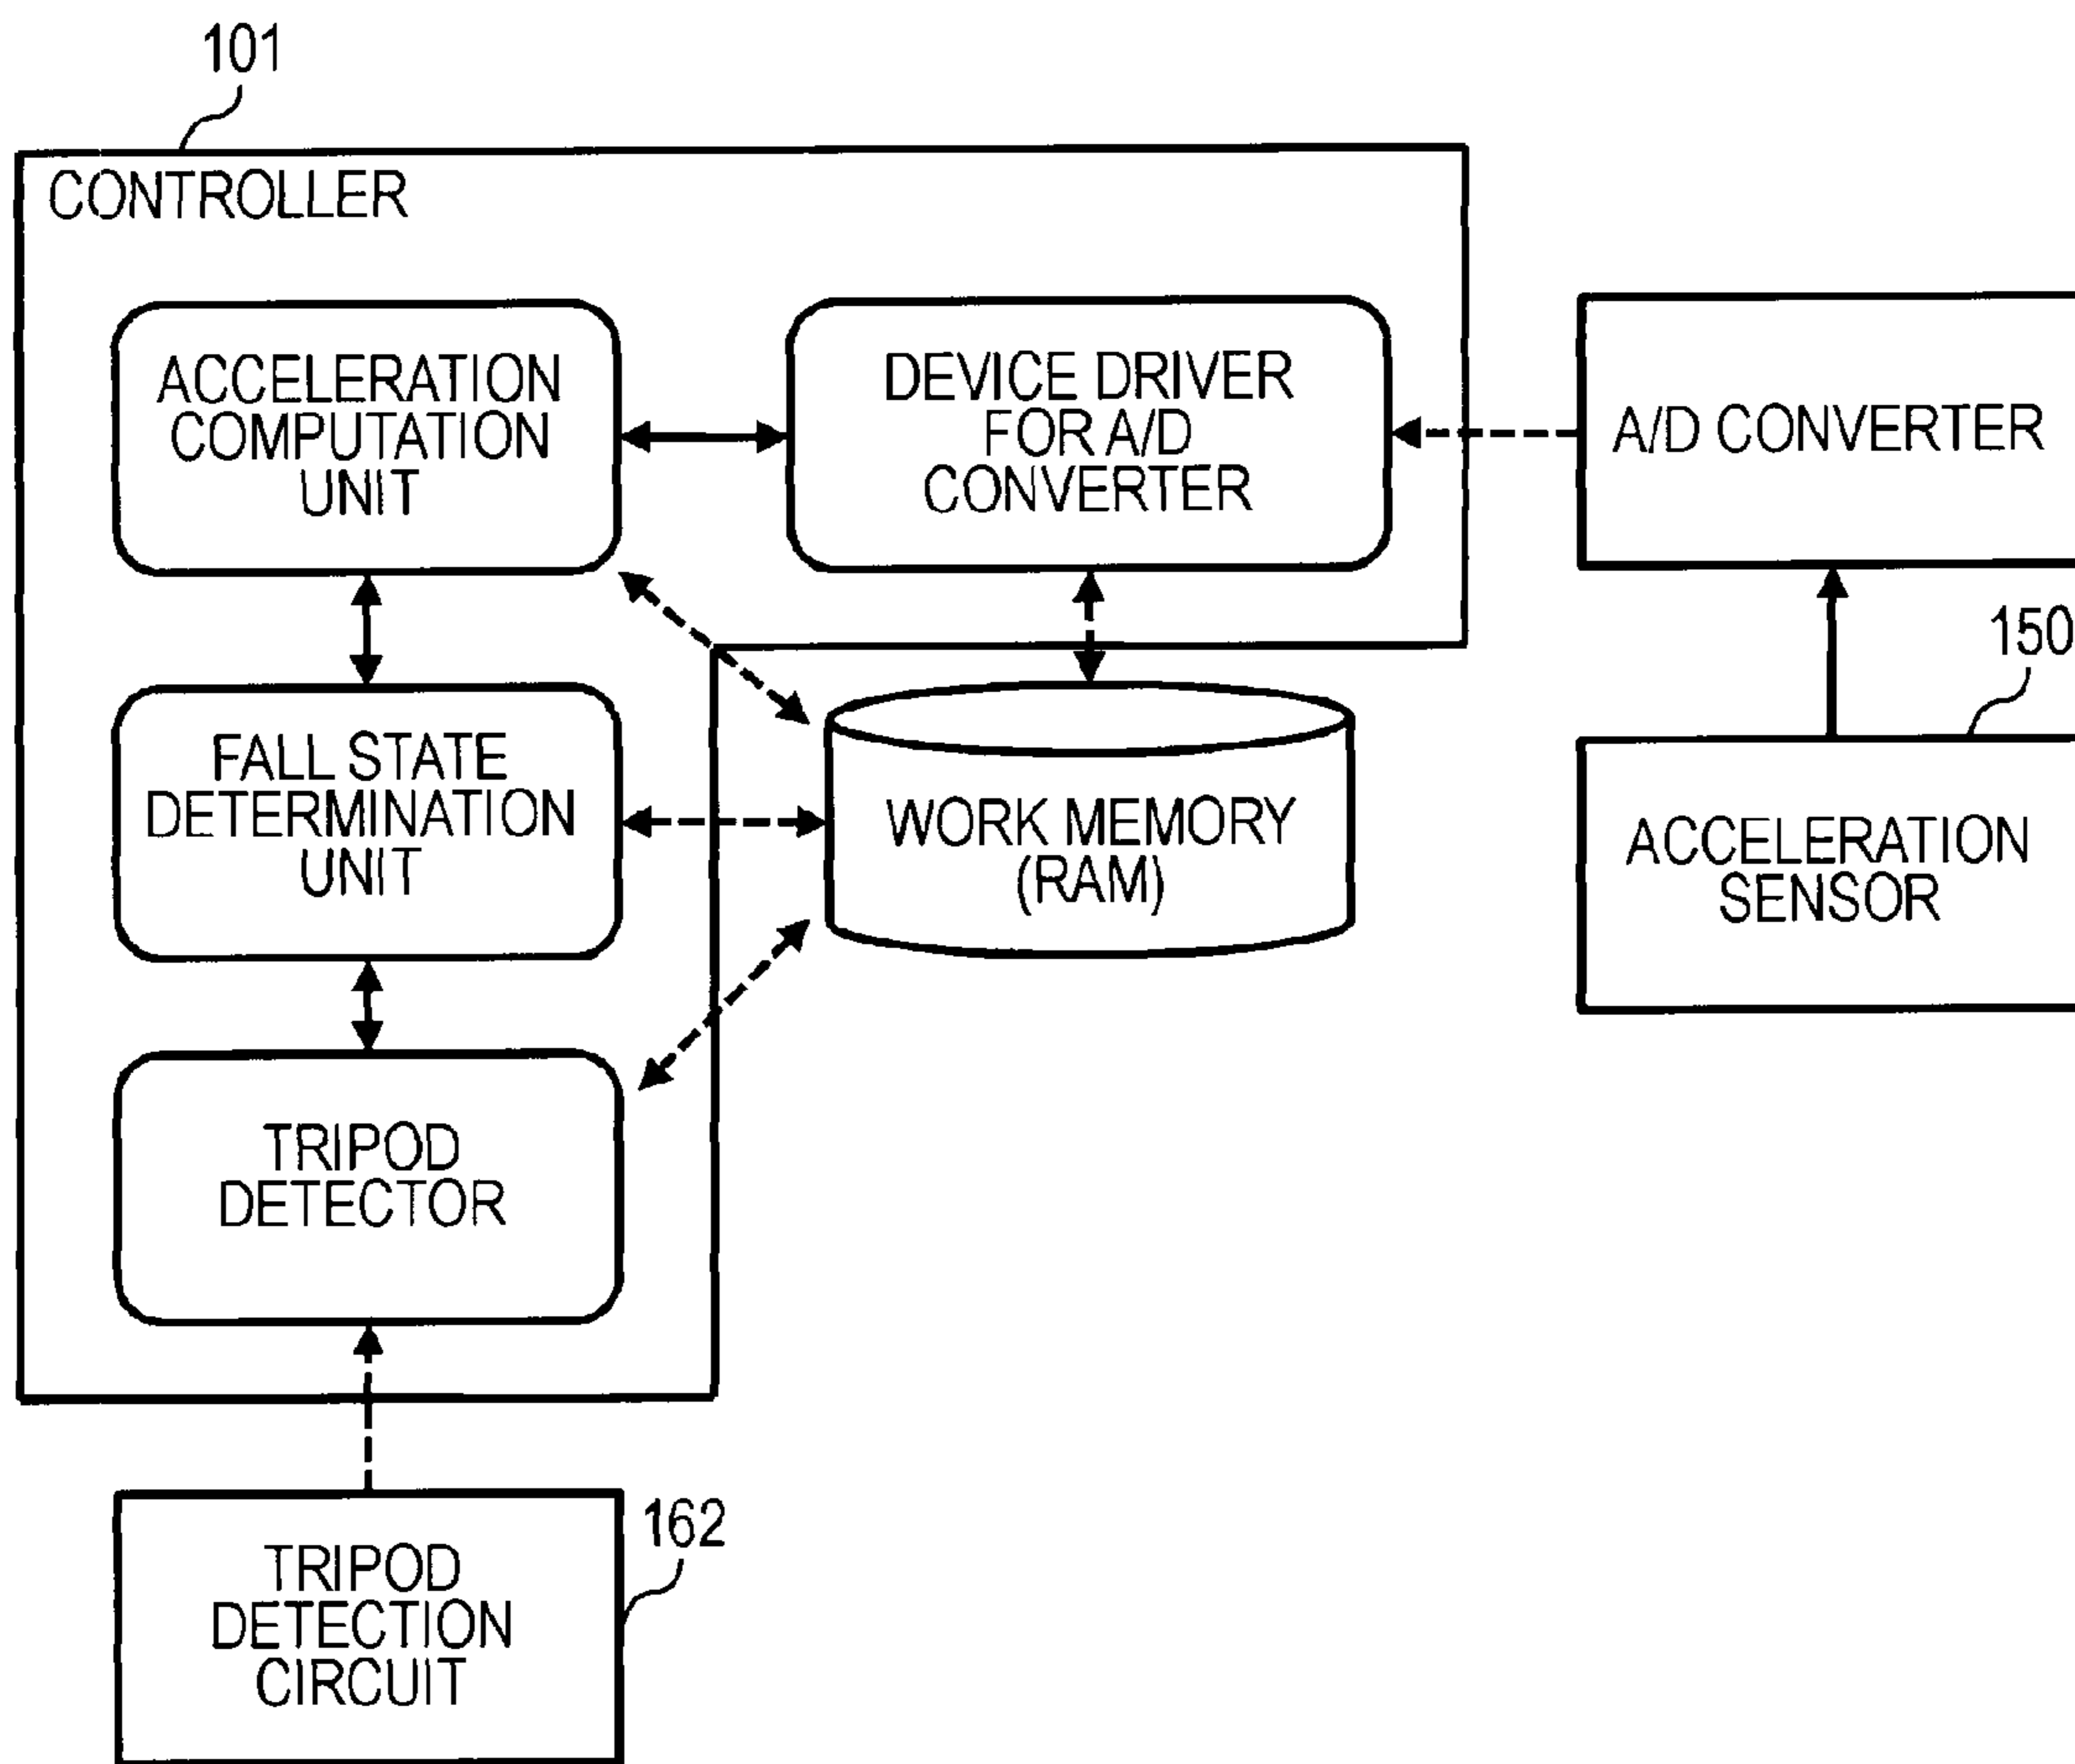 101
CONTROLLER
ACCELERATION
COMPUTATION
UNIT
DEVICE DRIVER
FOR A/D
CONVERTER
A/D CONVERTER
150
FALL STATE
DETERMINATION
UNIT
WORK MEMORY
(RAM)
ACCELERATION
SENSOR
TRIPOD
DETECTOR
162
TRIPOD
DETECTION
CIRCUIT